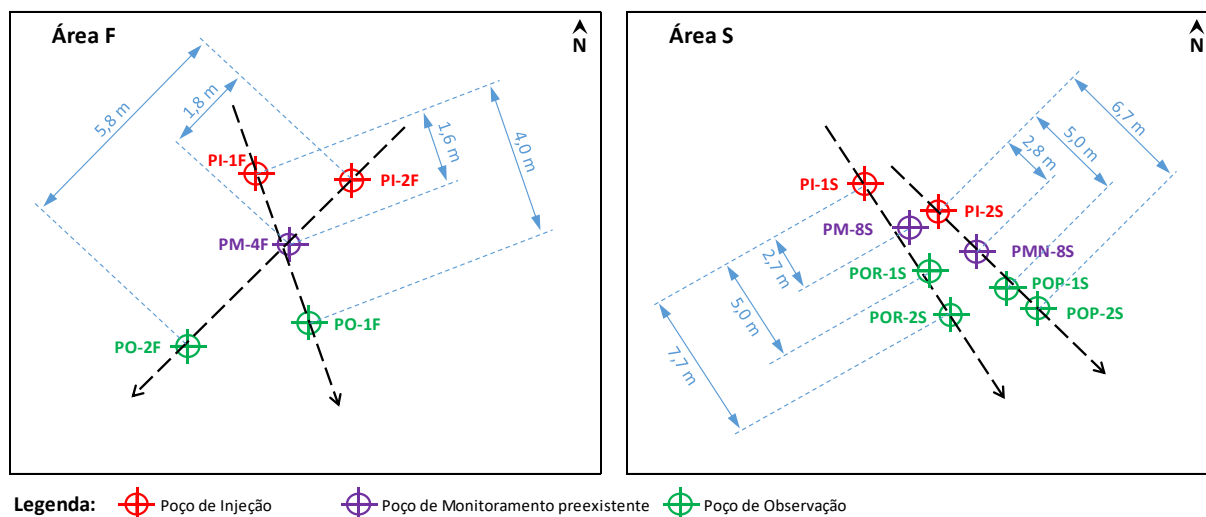 Área F
N
5,8 m
1,8 m
1,6 m
4,0 m
PI-1F
PI-2F
PM-4F
PO-1F
PO-2F
Área S
N
6,7 m
5,0 m
2,8 m
PI-1S
PI-2S
PM-8S
PMN-8S
POR-1S
POP-1S
POR-2S
POP-2S
2,7 m
5,0 m
7,7 m
Legenda: Poço de Injeção Poço de Monitoramento preexistente Poço de Observação